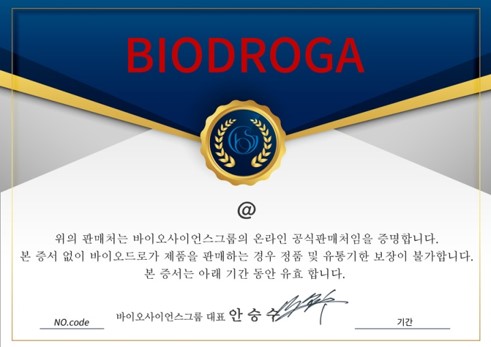 BIODROGA
@
위의 판매처는 바이오사이언스그룹의 온라인 공식판매처임을 증명합니다.
본 증서 없이 바이오드로가 제품을 판매하는 경우 정품 및 유통기한 보장이 불가합니다.
본 증서는 아래 기간 동안 유효 합니다.
NO.code 바이오사이언스그룹 대표 안 승 수 기간